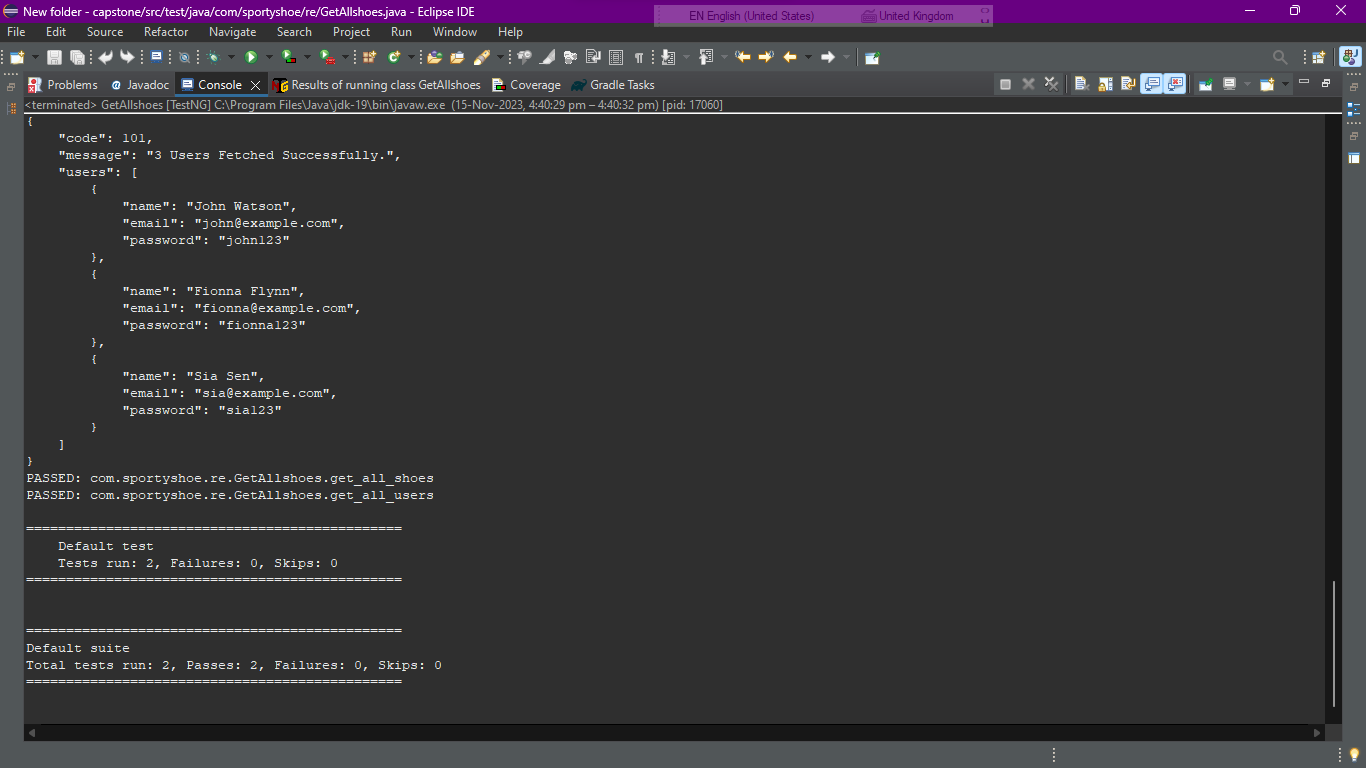 New folder - capstone/src/test/java/com/sportyshoe/re/GetAllshoes.java - Eclipse IDE
EN English (United States) United Kingdom
File Edit Source Refactor Navigate Search Project Run Window Help
Problems @ Javadoc Console Results of running class GetAllshoes Coverage Gradle Tasks
<terminated> GetAllshoes [TestNG] C:\Program Files\Java\jdk-19\bin\javaw.exe (15-Nov-2023, 4:40:29 pm – 4:40:32 pm) [pid: 17060]
{
    "code": 101,
    "message": "3 Users Fetched Successfully.",
    "users": [
        {
            "name": "John Watson",
            "email": "john@example.com",
            "password": "john123"
        },
        {
            "name": "Fionna Flynn",
            "email": "fionna@example.com",
            "password": "fionna123"
        },
        {
            "name": "Sia Sen",
            "email": "sia@example.com",
            "password": "sia123"
        }
    ]
}
PASSED: com.sportyshoe.re.GetAllshoes.get_all_shoes
PASSED: com.sportyshoe.re.GetAllshoes.get_all_users
===============================================
    Default test
    Tests run: 2, Failures: 0, Skips: 0
===============================================
===============================================
Default suite
Total tests run: 2, Passes: 2, Failures: 0, Skips: 0
===============================================